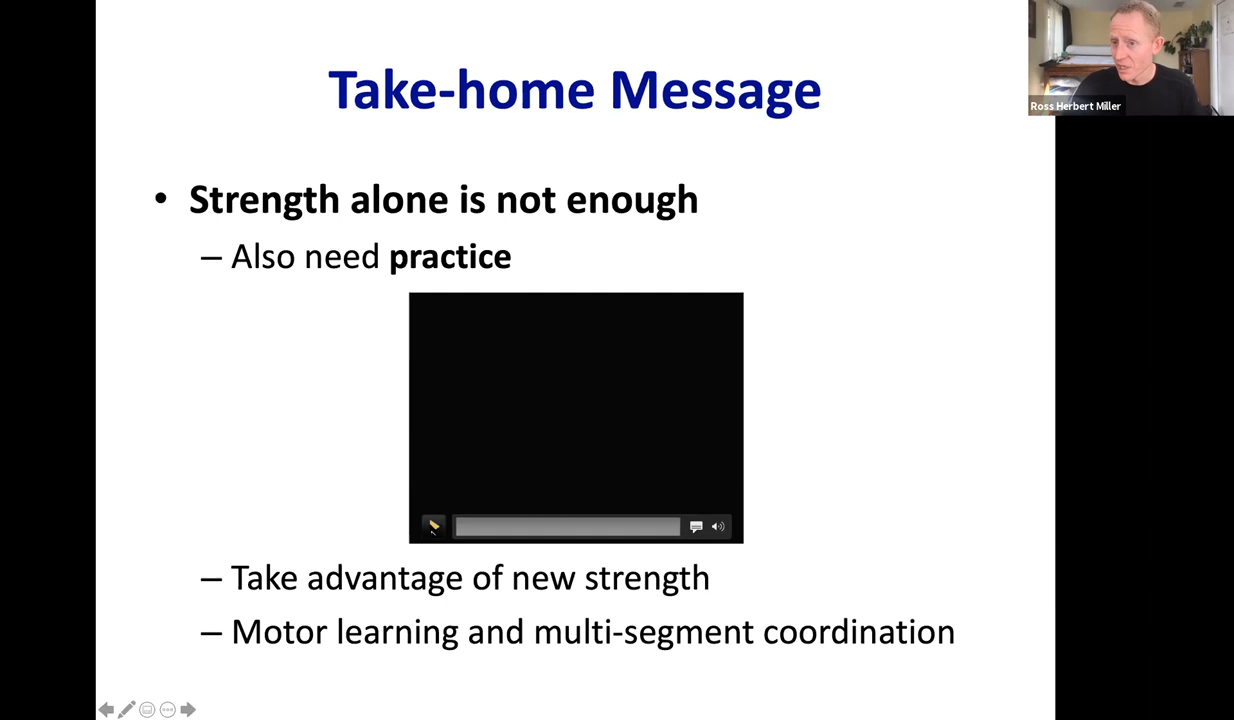 Take-home Message
Ross Herbert Miller
• Strength alone is not enough
– Also need practice
– Take advantage of new strength
– Motor learning and multi-segment coordination